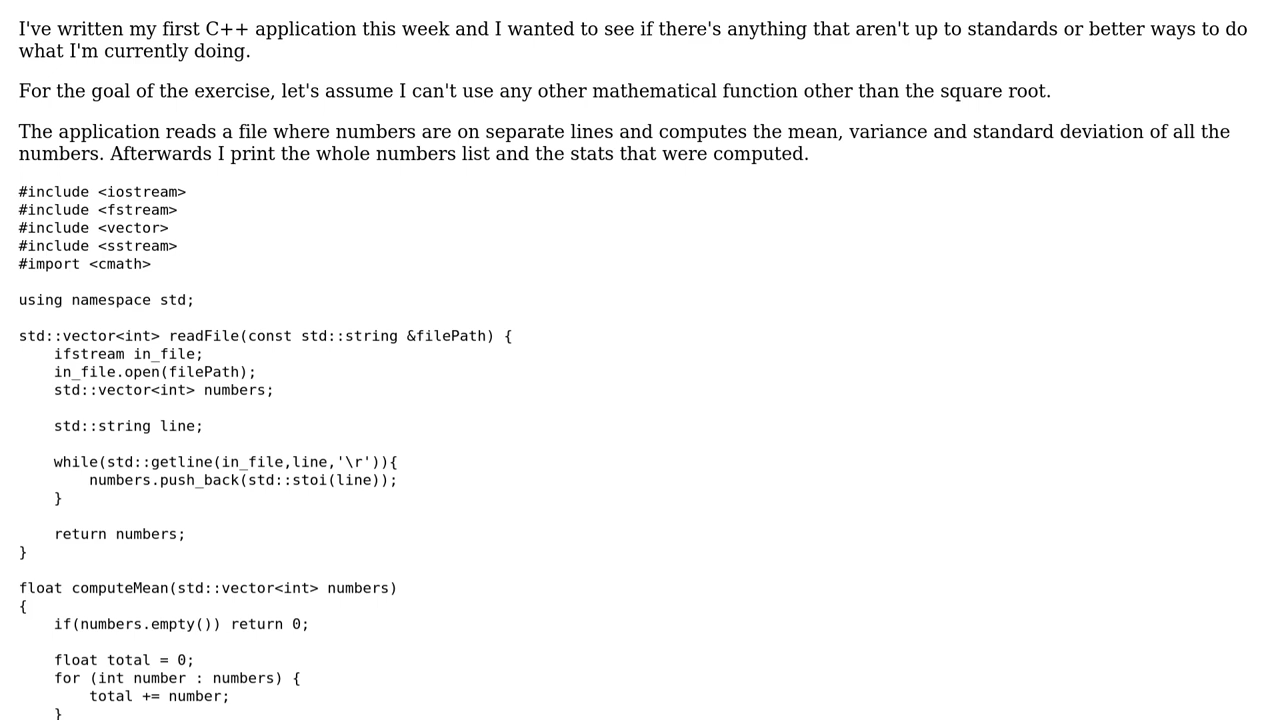 I've written my first C++ application this week and I wanted to see if there's anything that aren't up to standards or better ways to do
what I'm currently doing.
For the goal of the exercise, let's assume I can't use any other mathematical function other than the square root.
The application reads a file where numbers are on separate lines and computes the mean, variance and standard deviation of all the
numbers. Afterwards I print the whole numbers list and the stats that were computed.
#include <iostream>
#include <fstream>
#include <vector>
#include <sstream>
#import <cmath>

using namespace std;

std::vector<int> readFile(const std::string &filePath) {
    ifstream in_file;
    in_file.open(filePath);
    std::vector<int> numbers;

    std::string line;

    while(std::getline(in_file,line,'\r')){
        numbers.push_back(std::stoi(line));
    }

    return numbers;
}

float computeMean(std::vector<int> numbers)
{
    if(numbers.empty()) return 0;

    float total = 0;
    for (int number : numbers) {
        total += number;
    }